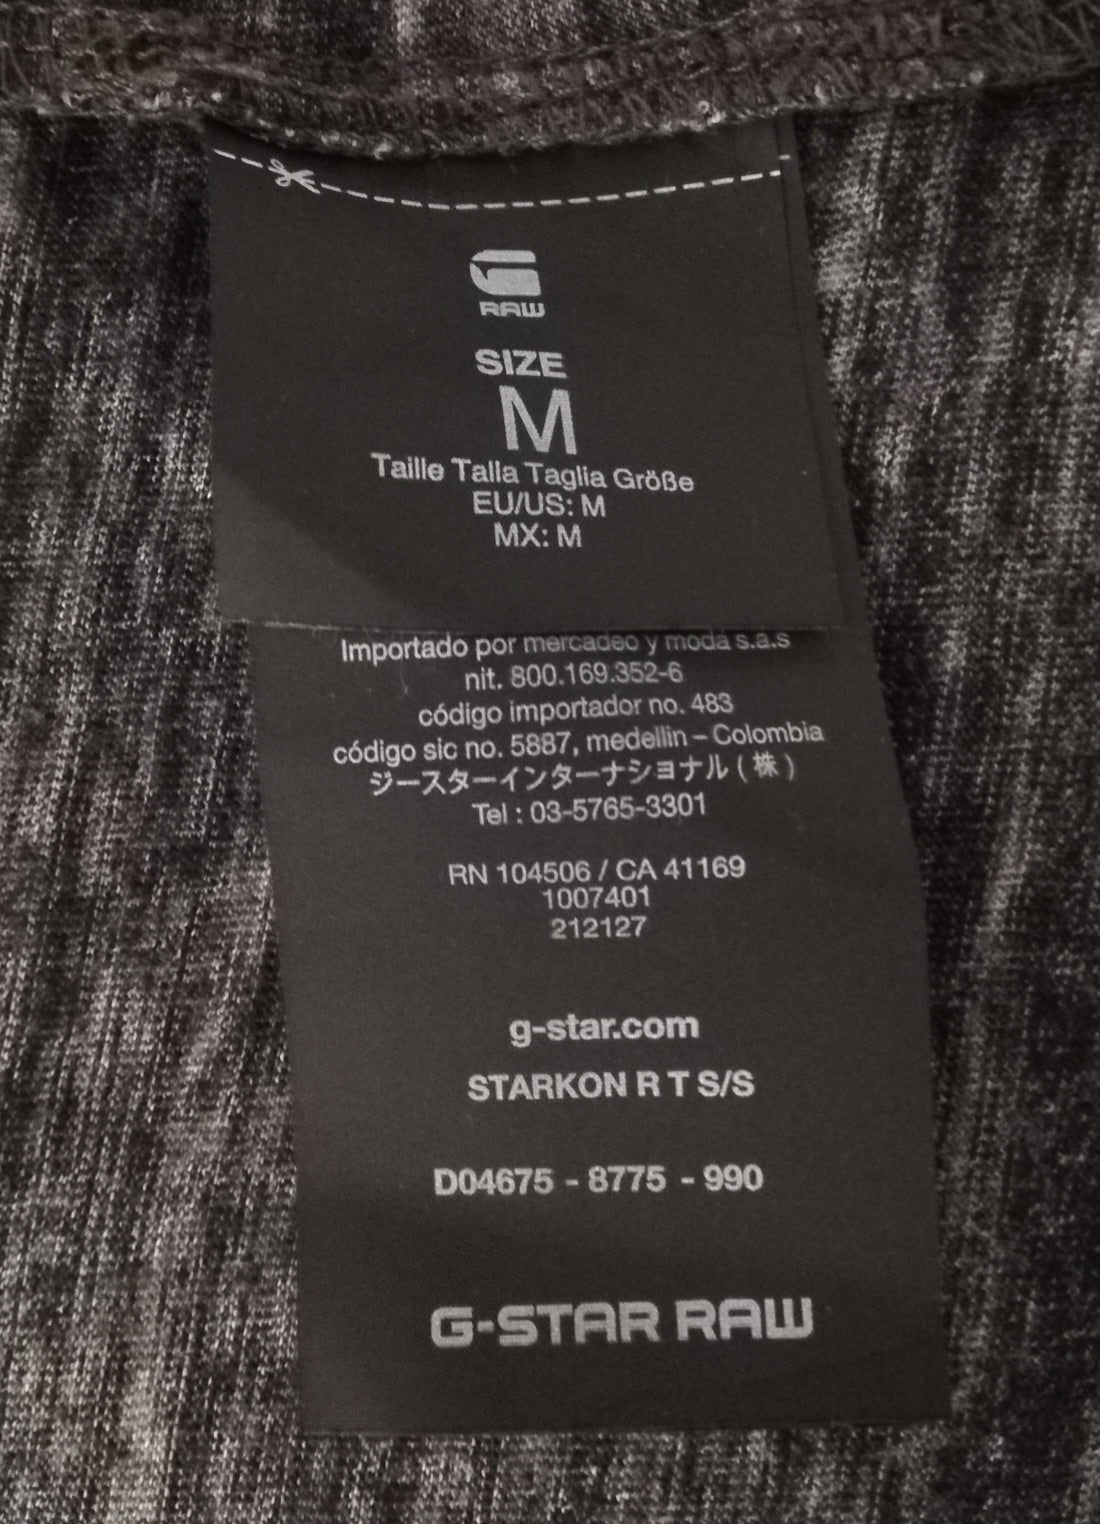 RAW
SIZE
M
Taille Talla Taglia Größe
EU/US: M
MX: M
Importado por mercadeo y moda s.a.s
nit. 800.169.352-6
código importador no. 483
código sic no. 5887, medellin – Colombia
ジースターインターナショナル ( 株 )
Tel : 03-5765-3301
RN 104506 / CA 41169
1007401
212127
g-star.com
STARKON R T S/S
D04675 - 8775 - 990
G-STAR RAW